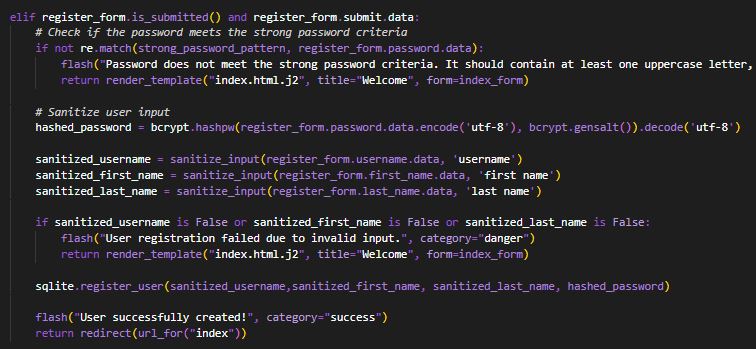 elif register_form.is_submitted() and register_form.submit.data:
# Check if the password meets the strong password criteria
if not re.match(strong_password_pattern, register_form.password.data):
flash("Password does not meet the strong password criteria. It should contain at least one uppercase letter,
return render_template("index.html.j2", title="Welcome", form=index_form)
# Sanitize user input
hashed_password = bcrypt.hashpw(register_form.password.data.encode('utf-8'), bcrypt.gensalt()).decode('utf-8')
sanitized_username = sanitize_input(register_form.username.data, 'username')
sanitized_first_name = sanitize_input(register_form.first_name.data, 'first name')
sanitized_last_name = sanitize_input(register_form.last_name.data, 'last name')
if sanitized_username is False or sanitized_first_name is False or sanitized_last_name is False:
flash("User registration failed due to invalid input.", category="danger")
return render_template("index.html.j2", title="Welcome", form=index_form)
sqlite.register_user(sanitized_username,sanitized_first_name, sanitized_last_name, hashed_password)
flash("User successfully created!", category="success")
return redirect(url_for("index"))